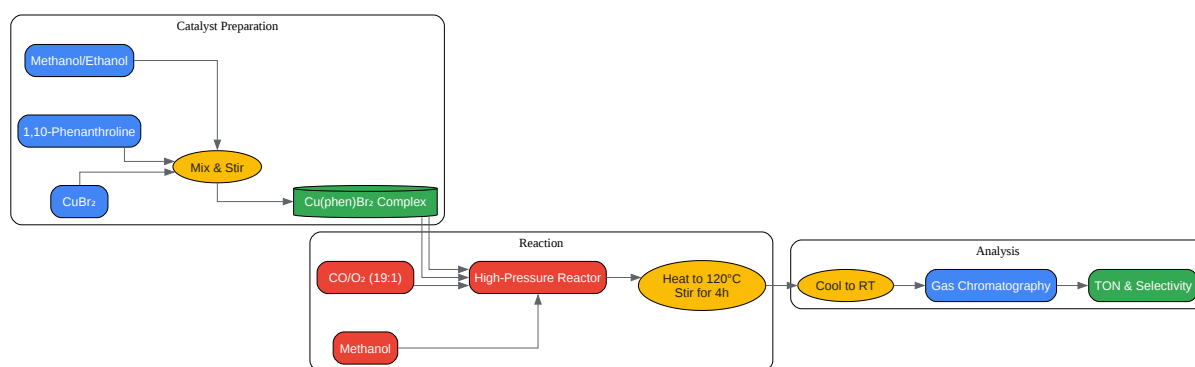 Catalyst Preparation
Methanol/Ethanol
1,10-Phenanthroline
Mix & Stir
CuBr₂
Cu(phen)Br₂ Complex
Reaction
CO/O₂ (19:1)
High-Pressure Reactor
Heat to 120°C
Stir for 4h
Methanol
Analysis
Cool to RT
Gas Chromatography
TON & Selectivity